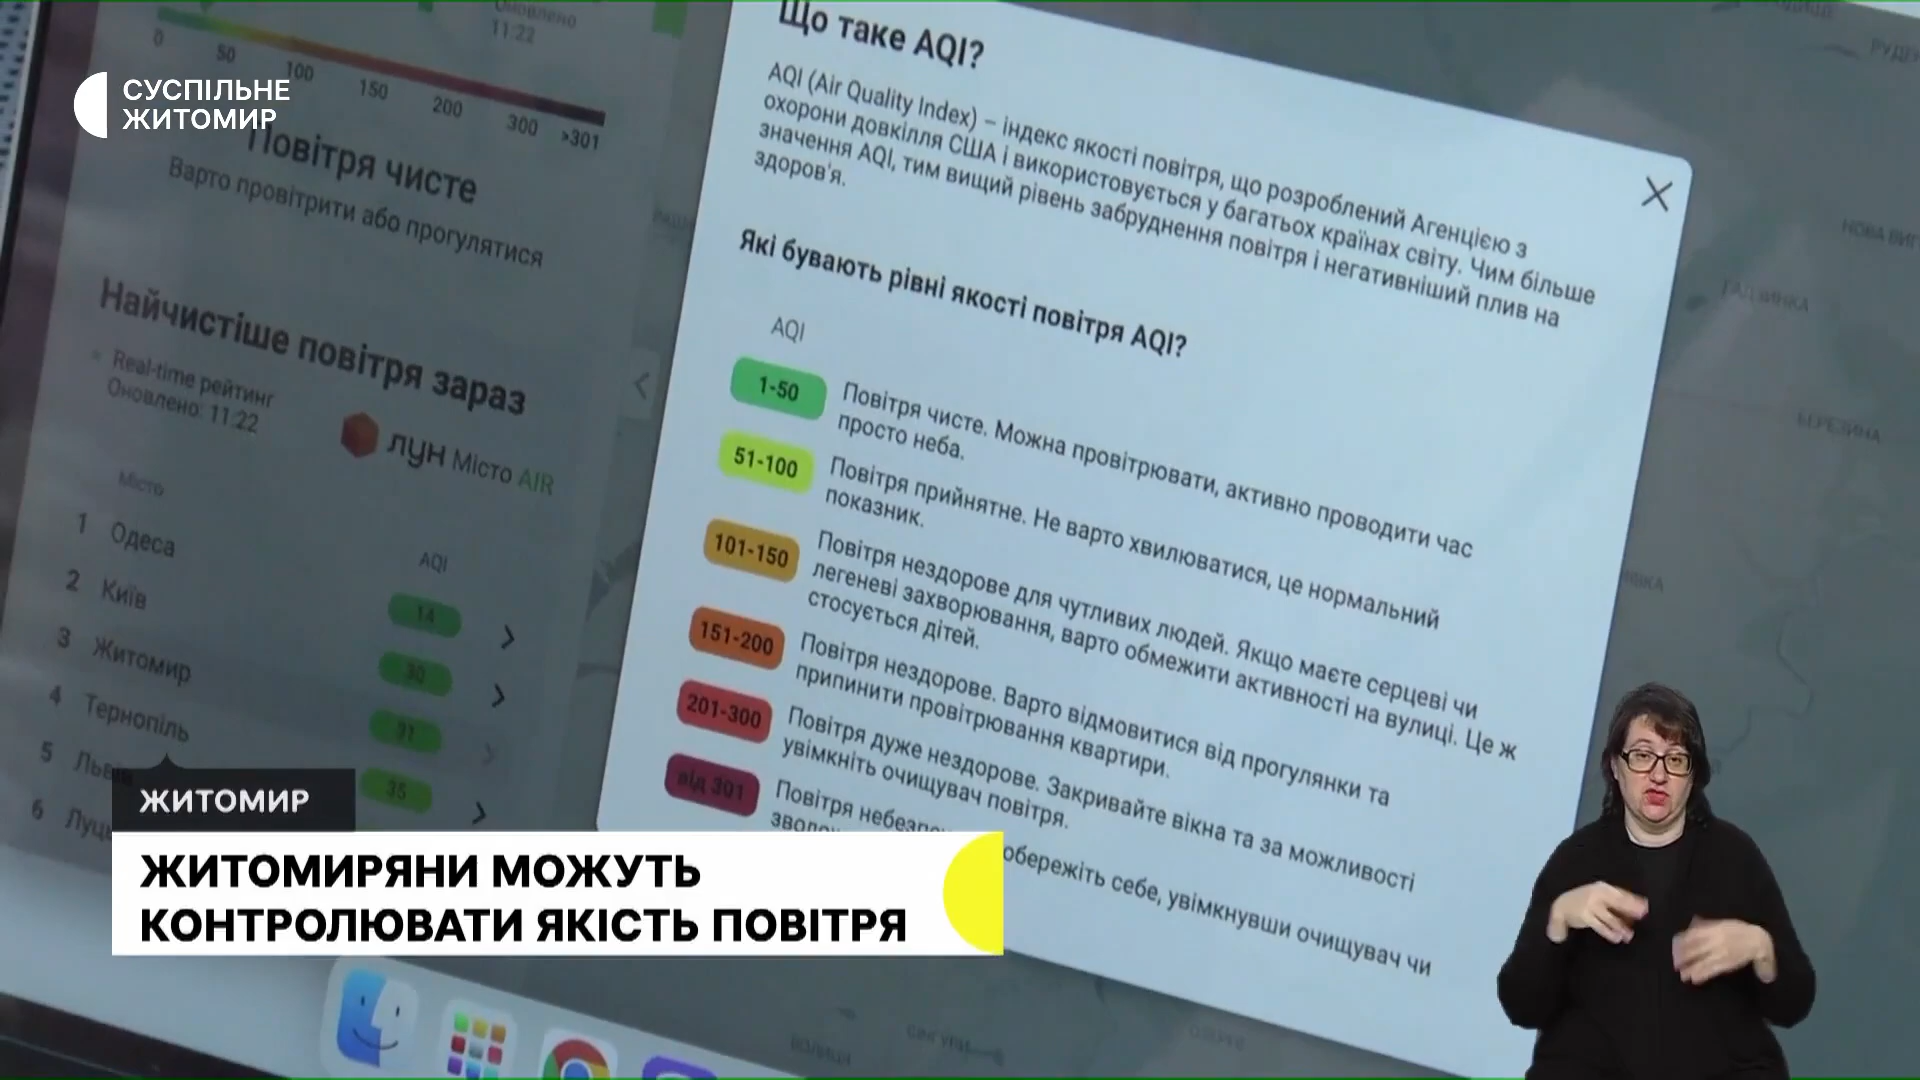 СУСПІЛЬНЕ
ЖИТОМИР
Оновлено
11:22
0
50
100
150
200
300
>301
Повітря чисте
Варто провітрити або прогулятися
Найчистіше повітря зараз
Real-time рейтинг
Оновлено: 11:22
ЛУН Місто AIR
Місто
AQI
1 Одеса
14
2 Київ
30
3 Житомир
31
4 Тернопіль
35
5 Львів
6
Що таке AQI?
AQI (Air Quality Index) – індекс якості повітря, що розроблений Агенцією з
охорони довкілля США і використовується у багатьох країнах світу. Чим більше
значення AQI, тим вищий рівень забруднення повітря і негативніший плив на
здоров'я.
Які бувають рівні якості повітря AQI?
AQI
1-50
Повітря чисте. Можна провітрювати, активно проводити час
просто неба.
51-100
Повітря прийнятне. Не варто хвилюватися, це нормальний
показник.
101-150
Повітря нездорове для чутливих людей. Якщо маєте серцеві чи
легеневі захворювання, варто обмежити активності на вулиці. Це ж
стосується дітей.
151-200
Повітря нездорове. Варто відмовитися від прогулянки та
припинити провітрювання квартири.
201-300
Повітря дуже нездорове. Закривайте вікна та за можливості
увімкніть очищувач повітря.
від 301
Повітря
обережіть себе, увімкнувши очищувач чи
БЕРЕЗИНА
ЖИТОМИР
ЖИТОМИРЯНИ МОЖУТЬ
КОНТРОЛЮВАТИ ЯКІСТЬ ПОВІТРЯ